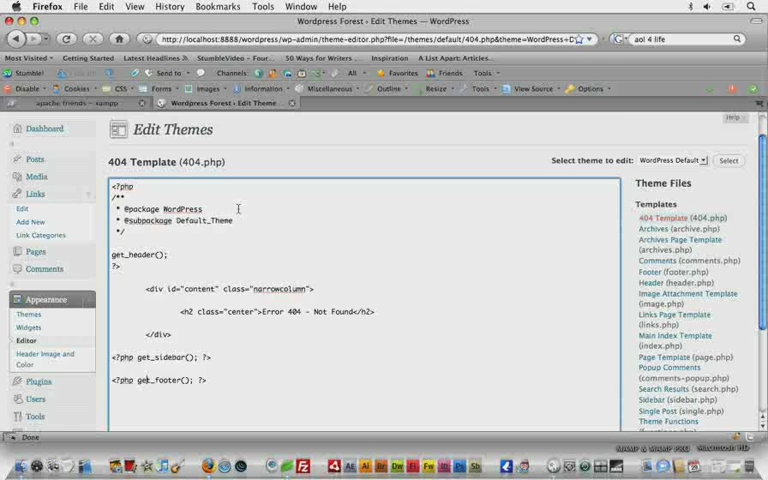 Firefox File Edit View History Bookmarks Tools Window Help
Wordpress Forest › Edit Themes — WordPress
http://localhost:8888/wordpress/wp-admin/theme-editor.php?file=/themes/default/404.php&theme=WordPress+D
aol 4 life
Most Visited Getting Started Latest Headlines StumbleVideo - Four... 50 Ways for Writers... Inspiration A List Apart: Articles...
Stumble! Send to Channels: All Favorites Friends Tools
Disable Cookies CSS Forms Images Information Miscellaneous Outline Resize Tools View Source Options
apache friends - xampp
Wordpress Forest › Edit Theme...
Help
Dashboard
Posts
Media
Links
Edit
Add New
Link Categories
Pages
Comments
Appearance
Themes
Widgets
Editor
Header Image and
Color
Plugins
Users
Tools
Edit Themes
404 Template (404.php)
Select theme to edit: WordPress Default Select
<?php
/**
* @package WordPress
* @subpackage Default_Theme
*/
get_header();
?>
<div id="content" class="narrowcolumn">
<h2 class="center">Error 404 - Not Found</h2>
</div>
<?php get_sidebar(); ?>
<?php get_footer(); ?>
Theme Files
Templates
404 Template (404.php)
Archives (archive.php)
Archives Page Template
(archives.php)
Comments (comments.php)
Footer (footer.php)
Header (header.php)
Image Attachment Template
(image.php)
Links Page Template
(links.php)
Main Index Template
(index.php)
Page Template (page.php)
Popup Comments
(comments-popup.php)
Search Results (search.php)
Sidebar (sidebar.php)
Single Post (single.php)
Theme Functions
Done
MAMP & MAMP PRO
Macintosh HD